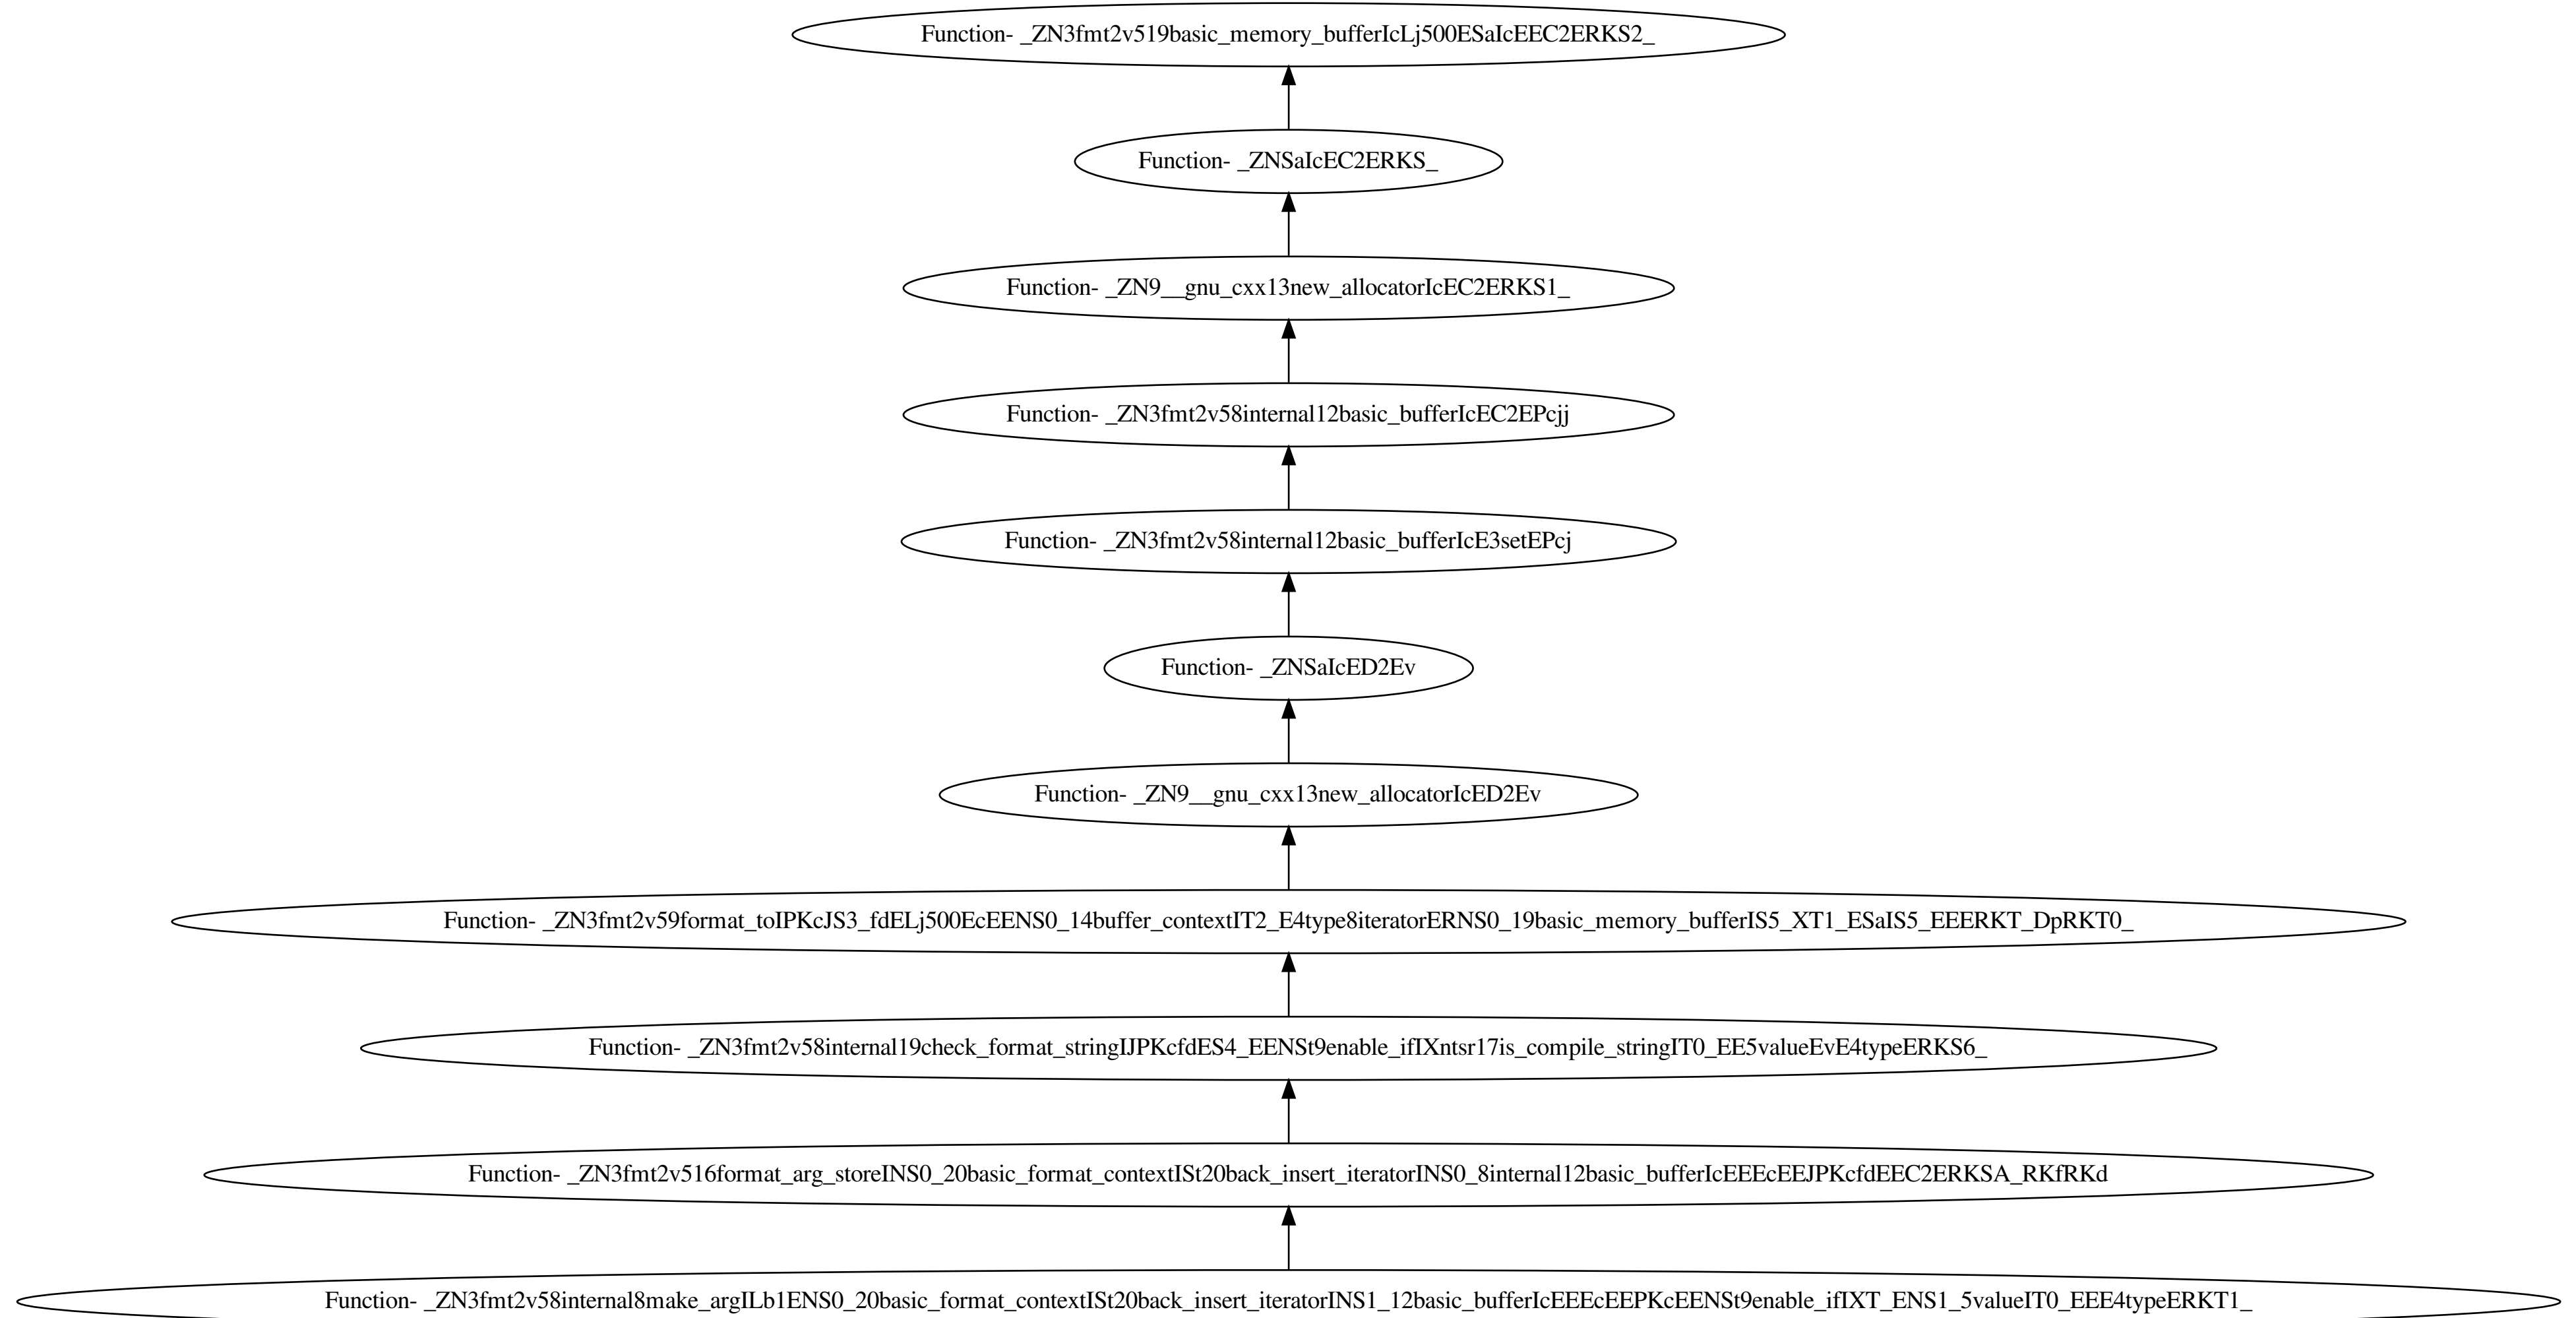 Function- _ZN3fmt2v519basic_memory_bufferIcLj500ESaIcEEC2ERKS2_
Function- _ZNSaIcEC2ERKS_
Function- _ZN9__gnu_cxx13new_allocatorIcEC2ERKS1_
Function- _ZN3fmt2v58internal12basic_bufferIcEC2EPcjj
Function- _ZN3fmt2v58internal12basic_bufferIcE3setEPcj
Function- _ZNSaIcED2Ev
Function- _ZN9__gnu_cxx13new_allocatorIcED2Ev
Function- _ZN3fmt2v59format_toIPKcJS3_fdELj500EcEENS0_14buffer_contextIT2_E4type8iteratorERNS0_19basic_memory_bufferIS5_XT1_ESaIS5_EEERKT_DpRKT0_
Function- _ZN3fmt2v58internal19check_format_stringIJPKcfdES4_EENSt9enable_ifIXntsr17is_compile_stringIT0_EE5valueEvE4typeERKS6_
Function- _ZN3fmt2v516format_arg_storeINS0_20basic_format_contextISt20back_insert_iteratorINS0_8internal12basic_bufferIcEEEcEEJPKcfdEEC2ERKSA_RKfRKd
Function- _ZN3fmt2v58internal8make_argILb1ENS0_20basic_format_contextISt20back_insert_iteratorINS1_12basic_bufferIcEEEcEEPKcEENSt9enable_ifIXT_ENS1_5valueIT0_EEE4typeERKT1_